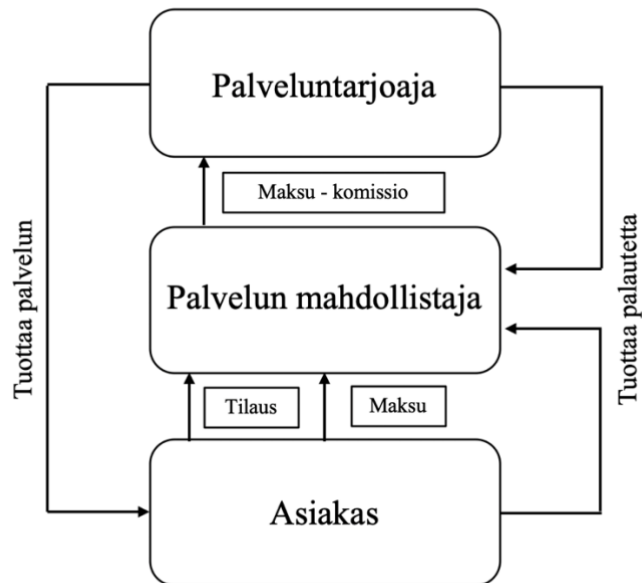 Palveluntarjoaja
Maksu - komissio
Tuottaa palvelun
Palvelun mahdollistaja
Tuottaa palautetta
Tilaus
Maksu
Asiakas